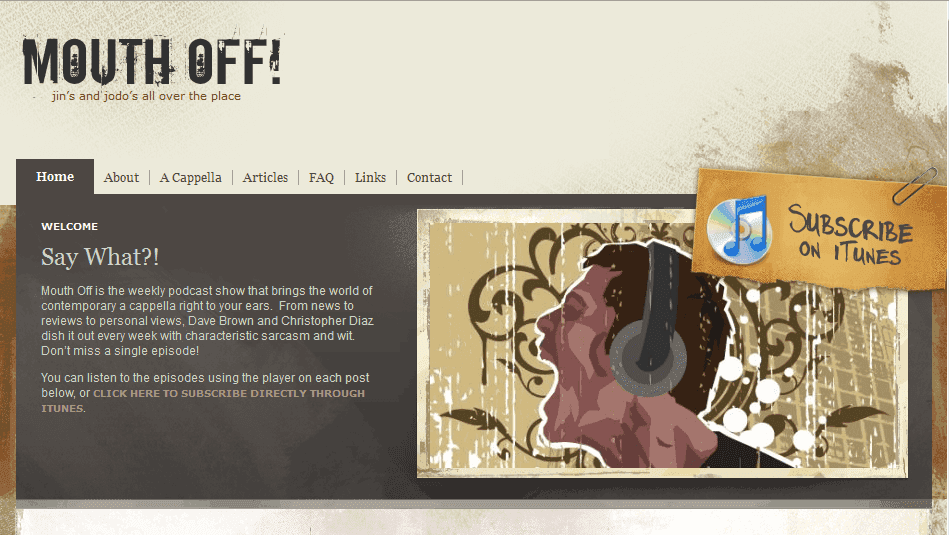 MOUTH OFF!
jin's and jodo's all over the place
Home
About
A Cappella
Articles
FAQ
Links
Contact
SUBSCRIBE
ON iTUNES
WELCOME
Say What?!
Mouth Off is the weekly podcast show that brings the world of
contemporary a cappella right to your ears.  From news to
reviews to personal views, Dave Brown and Christopher Diaz
dish it out every week with characteristic sarcasm and wit.
Don't miss a single episode!
You can listen to the episodes using the player on each post
below, or CLICK HERE TO SUBSCRIBE DIRECTLY THROUGH
ITUNES.